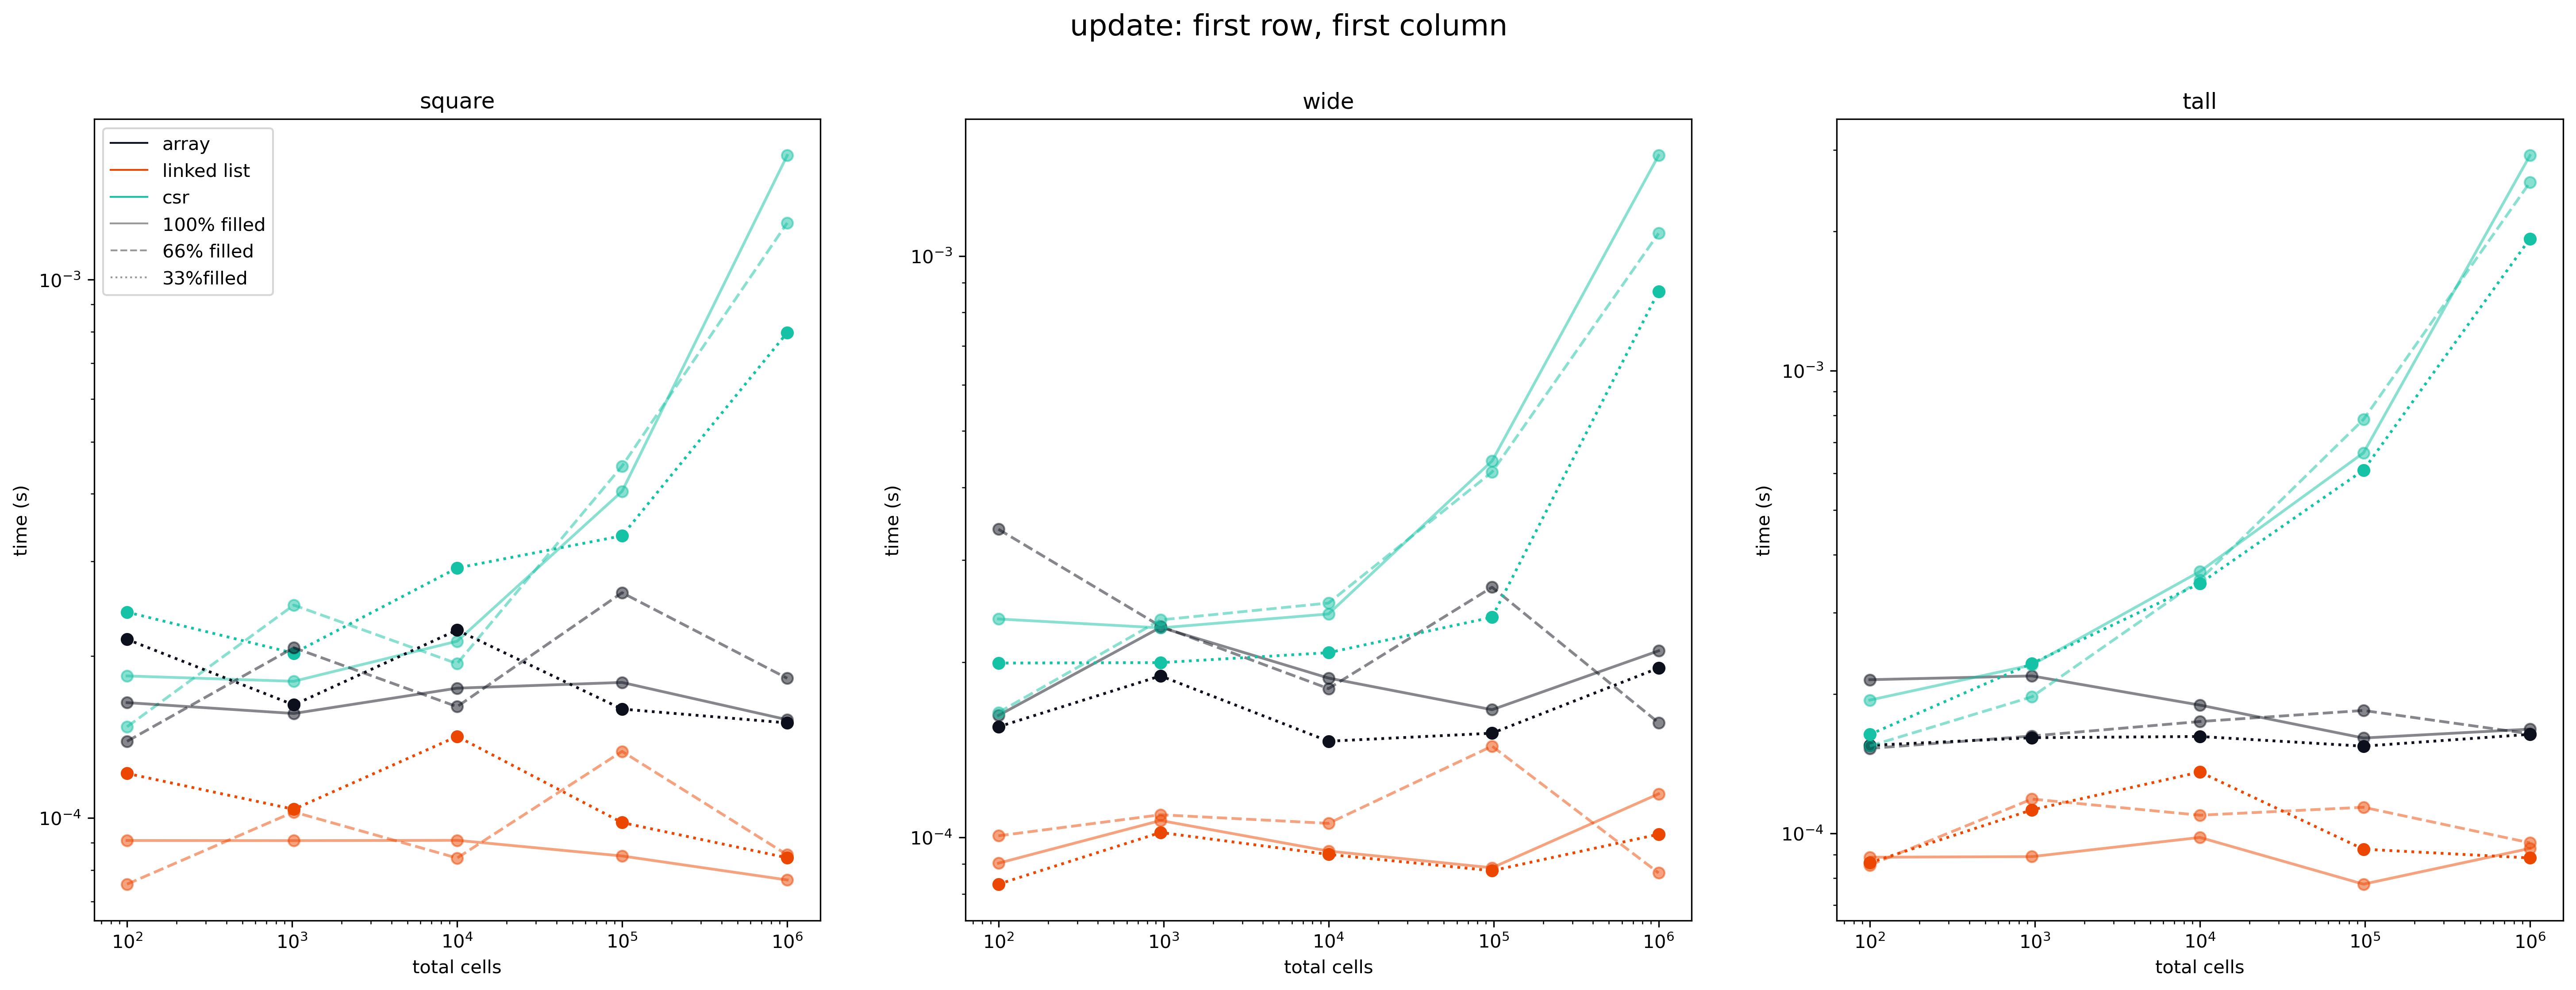 update: first row, first column
square
array
linked list
csr
100% filled
66% filled
33%filled
10⁻³
10⁻⁴
time (s)
10² 10³ 10⁴ 10⁵ 10⁶
total cells
wide
10⁻³
10⁻⁴
time (s)
10² 10³ 10⁴ 10⁵ 10⁶
total cells
tall
10⁻³
10⁻⁴
time (s)
10² 10³ 10⁴ 10⁵ 10⁶
total cells